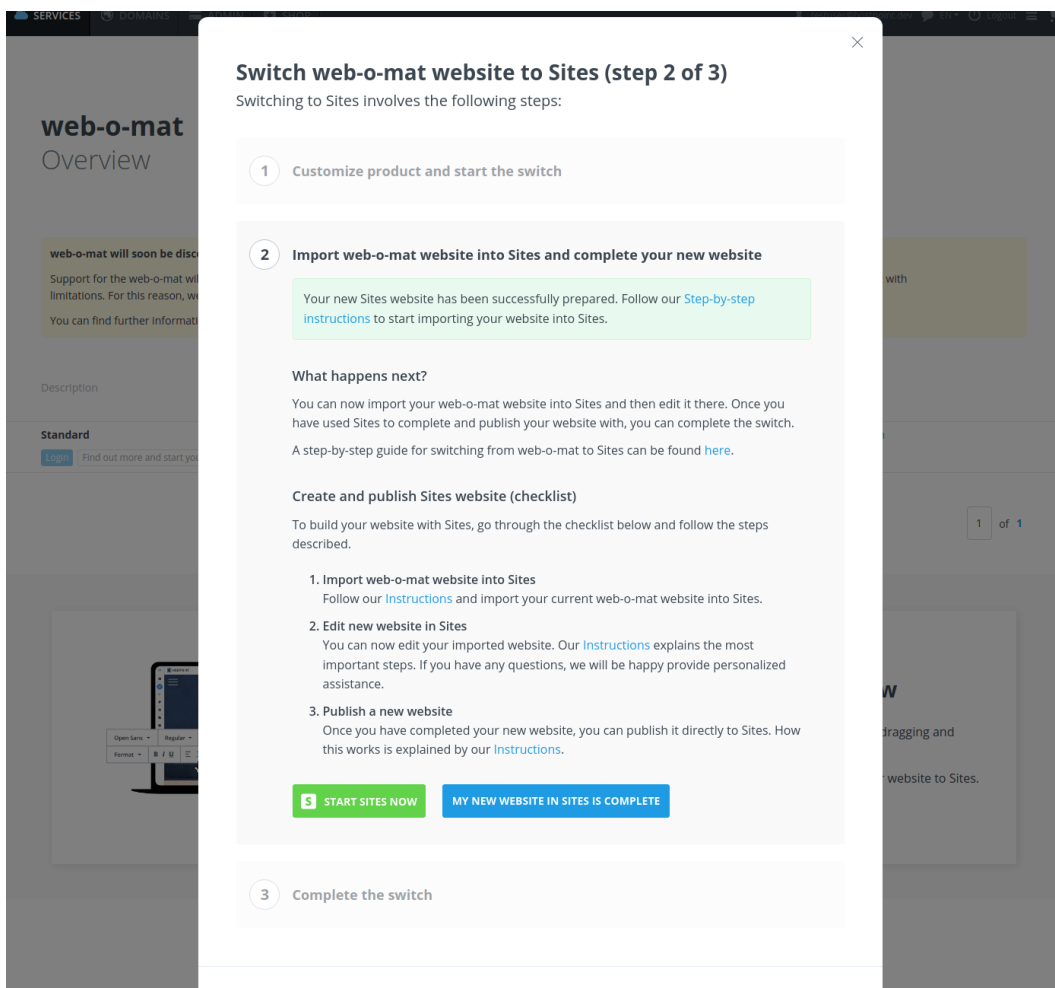 SERVICES DOMAINS ADMIN SHOP
EN Logout
Switch web-o-mat website to Sites (step 2 of 3)
Switching to Sites involves the following steps:
web-o-mat
Overview
1 Customize product and start the switch
web-o-mat will soon be disc
Support for the web-o-mat wil
limitations. For this reason, we
You can find further informati
with
2 Import web-o-mat website into Sites and complete your new website
Your new Sites website has been successfully prepared. Follow our Step-by-step
instructions to start importing your website into Sites.
What happens next?
You can now import your web-o-mat website into Sites and then edit it there. Once you
have used Sites to complete and publish your website with, you can complete the switch.
A step-by-step guide for switching from web-o-mat to Sites can be found here.
Description
Standard
Login Find out more and start you
Create and publish Sites website (checklist)
To build your website with Sites, go through the checklist below and follow the steps
described.
1 of 1
1. Import web-o-mat website into Sites
Follow our Instructions and import your current web-o-mat website into Sites.
2. Edit new website in Sites
You can now edit your imported website. Our Instructions explains the most
important steps. If you have any questions, we will be happy provide personalized
assistance.
3. Publish a new website
Once you have completed your new website, you can publish it directly to Sites. How
this works is explained by our Instructions.
Open Sans Regular
Format B I U
w
dragging and
website to Sites.
S START SITES NOW
MY NEW WEBSITE IN SITES IS COMPLETE
3 Complete the switch